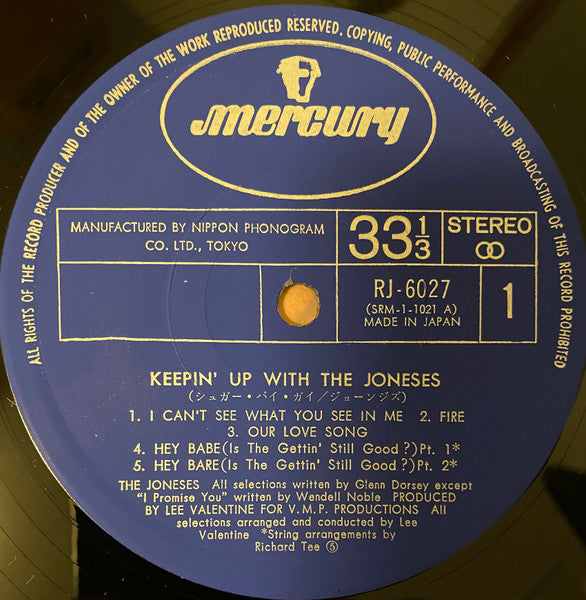 ALL RIGHTS OF THE RECORD PRODUCER AND OF THE OWNER OF THE WORK REPRODUCED RESERVED. COPYING, PUBLIC PERFORMANCE AND BROADCASTING OF THIS RECORD PROHIBITED
mercury
MANUFACTURED BY NIPPON PHONOGRAM
CO. LTD., TOKYO
33 1/3
STEREO
RJ-6027
(SRM-1-1021 A)
MADE IN JAPAN
1
KEEPIN' UP WITH THE JONESES
(シュガー・パイ・ガイ/ジョーンジズ)
1. I CAN'T SEE WHAT YOU SEE IN ME 2. FIRE
3. OUR LOVE SONG
4. HEY BABE(Is The Gettin' Still Good?)Pt. 1*
5. HEY BARE(Is The Gettin' Still Good?)Pt. 2*
THE JONESES All selections written by Glenn Dorsey except
"I Promise You" written by Wendell Noble PRODUCED
BY LEE VALENTINE FOR V.M.P. PRODUCTIONS All
selections arranged and conducted by Lee
Valentine *String arrangements by
Richard Tee ⑤